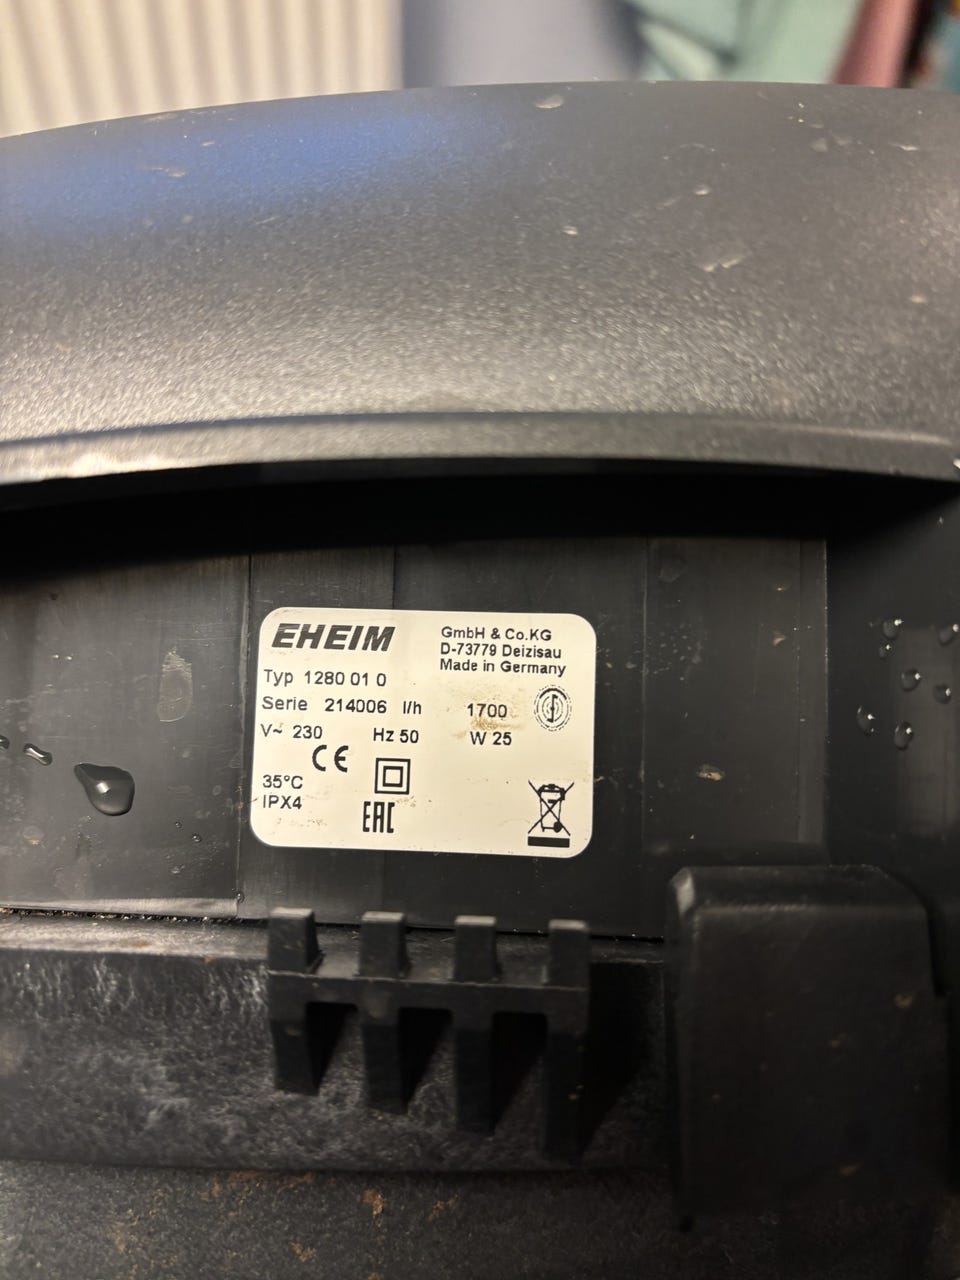 EHEIM
GmbH & Co.KG
D-73779 Deizisau
Made in Germany
Typ 1280 01 0
Serie 214006 l/h 1700
V~ 230 Hz 50 W 25
CE
35°C
IPX4
EAC